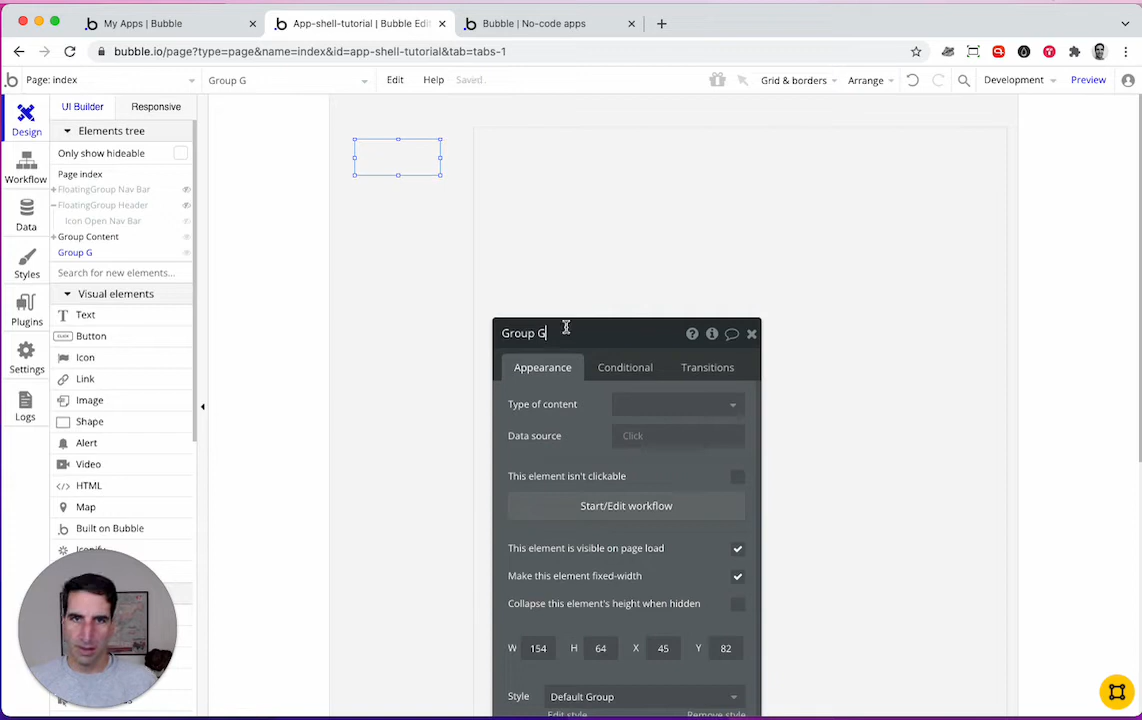 My Apps | Bubble
App-shell-tutorial | Bubble Edi
Bubble | No-code apps
bubble.io/page?type=page&name=index&id=app-shell-tutorial&tab=tabs-1
Page: index
Group G
Edit
Help
Saved
Grid & borders
Arrange
Development
Preview
Design
Workflow
Data
Styles
Plugins
Settings
Logs
UI Builder
Responsive
Elements tree
Only show hideable
Page index
FloatingGroup Nav Bar
FloatingGroup Header
Icon Open Nav Bar
Group Content
Group G
Search for new elements...
Visual elements
Text
Button
Icon
Link
Image
Shape
Alert
Video
HTML
Map
Built on Bubble
Iconify
Group G
Appearance
Conditional
Transitions
Type of content
Data source
Click
This element isn't clickable
Start/Edit workflow
This element is visible on page load
Make this element fixed-width
Collapse this element's height when hidden
W 154 H 64 X 45 Y 82
Style
Default Group
Edit style
Remove style